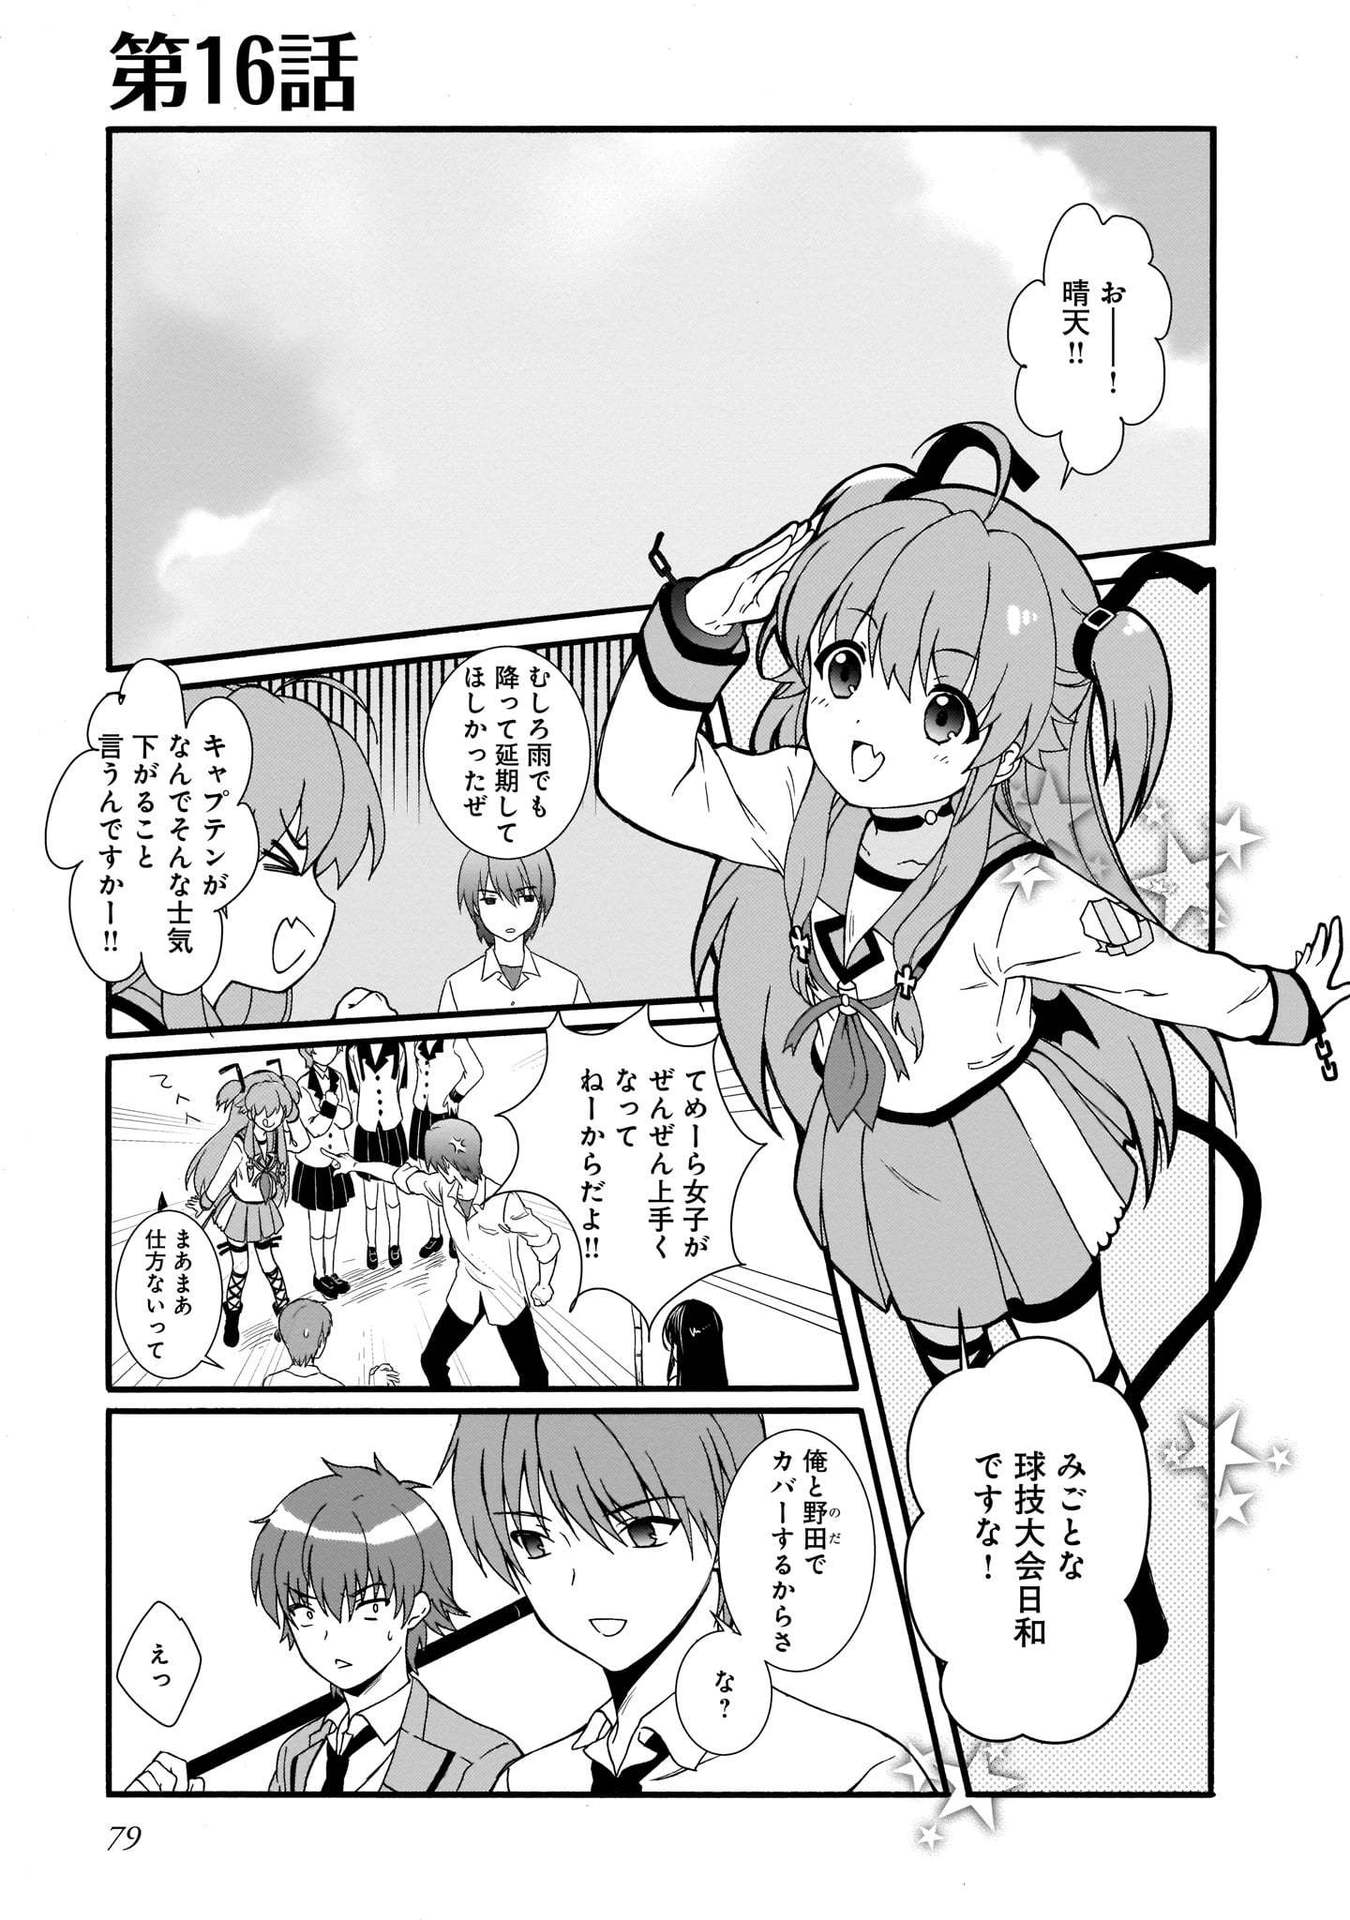 第16話
おーー！
晴天!!
みごとな
球技大会日和
ですな！
むしろ雨でも
降って延期して
ほしかったぜ
キャプテンが
なんでそんな士気
下がること
言うんですかー!!
てめーら女子が
ぜんぜん上手く
なって
ねーからだよ!!
まあまあ
仕方ないって
俺と野田で
のだ
カバーするからさ
な？
えっ
79